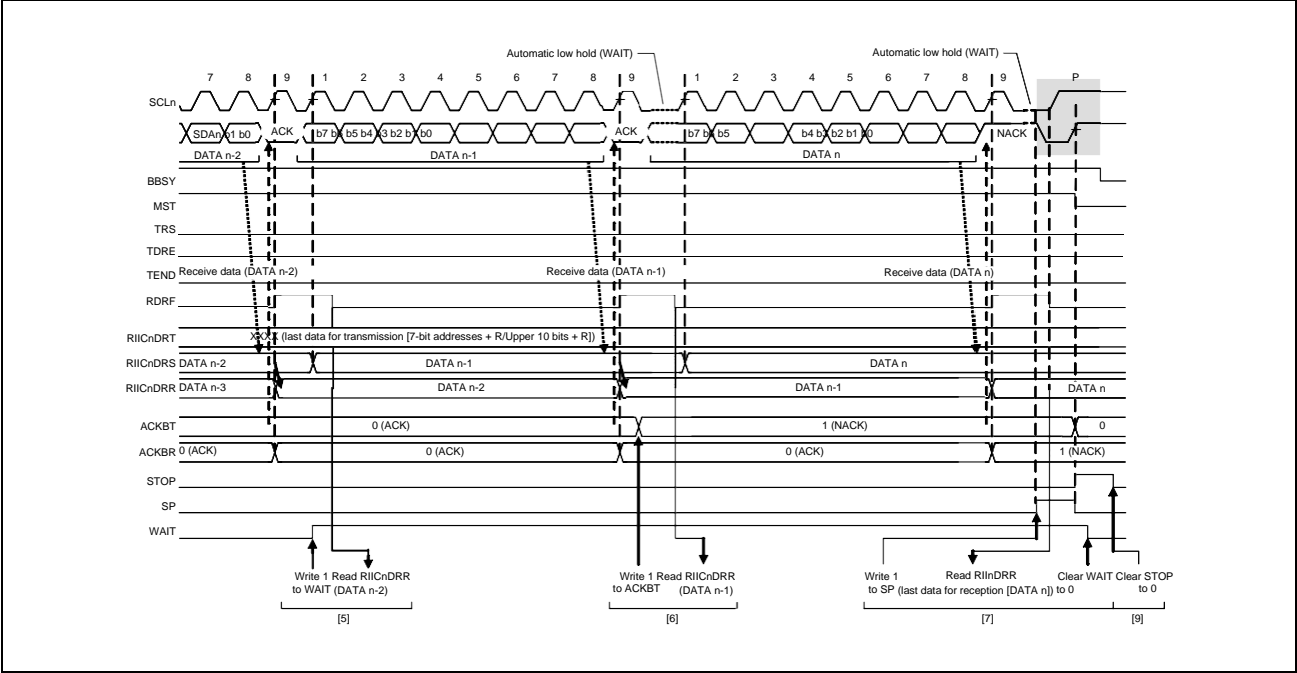 Automatic low hold (WAIT) Automatic low hold (WAIT)
7 8 9 1 2 3 4 5 6 7 8 9 1 2 3 4 5 6 7 8 9 P
SCLn
SDAn b1 b0 ACK b7 b6 b5 b4 b3 b2 b1 b0 ACK b7 b6 b5 b4 b3 b2 b1 b0 NACK
DATA n-2 DATA n-1 DATA n
BBSY
MST
TRS
TDRE
TEND Receive data (DATA n-2) Receive data (DATA n-1) Receive data (DATA n)
RDRF
RIICnDRT XXXX (last data for transmission [7-bit addresses + R/Upper 10 bits + R])
RIICnDRS DATA n-2 DATA n-1 DATA n
RIICnDRR DATA n-3 DATA n-2 DATA n-1 DATA n
ACKBT 0 (ACK) 1 (NACK) 0
ACKBR 0 (ACK) 0 (ACK) 0 (ACK) 1 (NACK)
STOP
SP
WAIT
Write 1 Read RIICnDRR Write 1 Read RIICnDRR Write 1 Read RIInDRR Clear WAIT Clear STOP
to WAIT (DATA n-2) to ACKBT (DATA n-1) to SP (last data for reception [DATA n]) to 0 to 0
[5] [6] [7] [9]